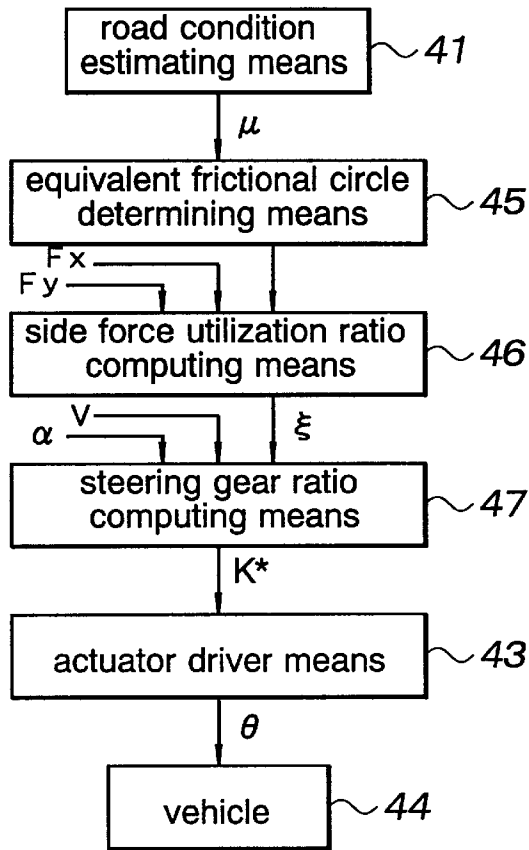 road condition
estimating means
41
μ
equivalent frictional circle
determining means
45
Fx
Fy
side force utilization ratio
computing means
46
V
α
ξ
steering gear ratio
computing means
47
K*
actuator driver means
43
θ
vehicle
44